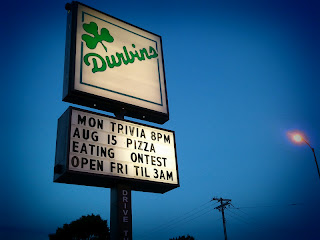 Durbins
MON TRIVIA 8PM
AUG 15 PIZZA
EATING ONTEST
OPEN FRI TIL 3AM
DRIVE